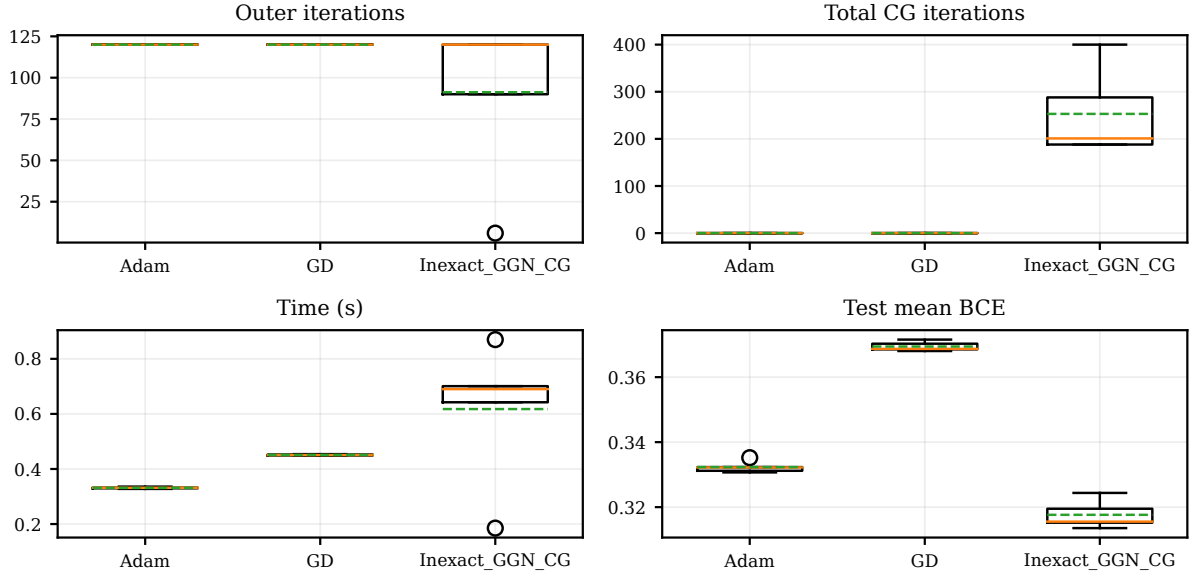 Outer iterations
125
100
75
50
25
Adam
GD
Inexact_GGN_CG
Total CG iterations
400
300
200
100
0
Adam
GD
Inexact_GGN_CG
Time (s)
0.8
0.6
0.4
0.2
Adam
GD
Inexact_GGN_CG
Test mean BCE
0.36
0.34
0.32
Adam
GD
Inexact_GGN_CG